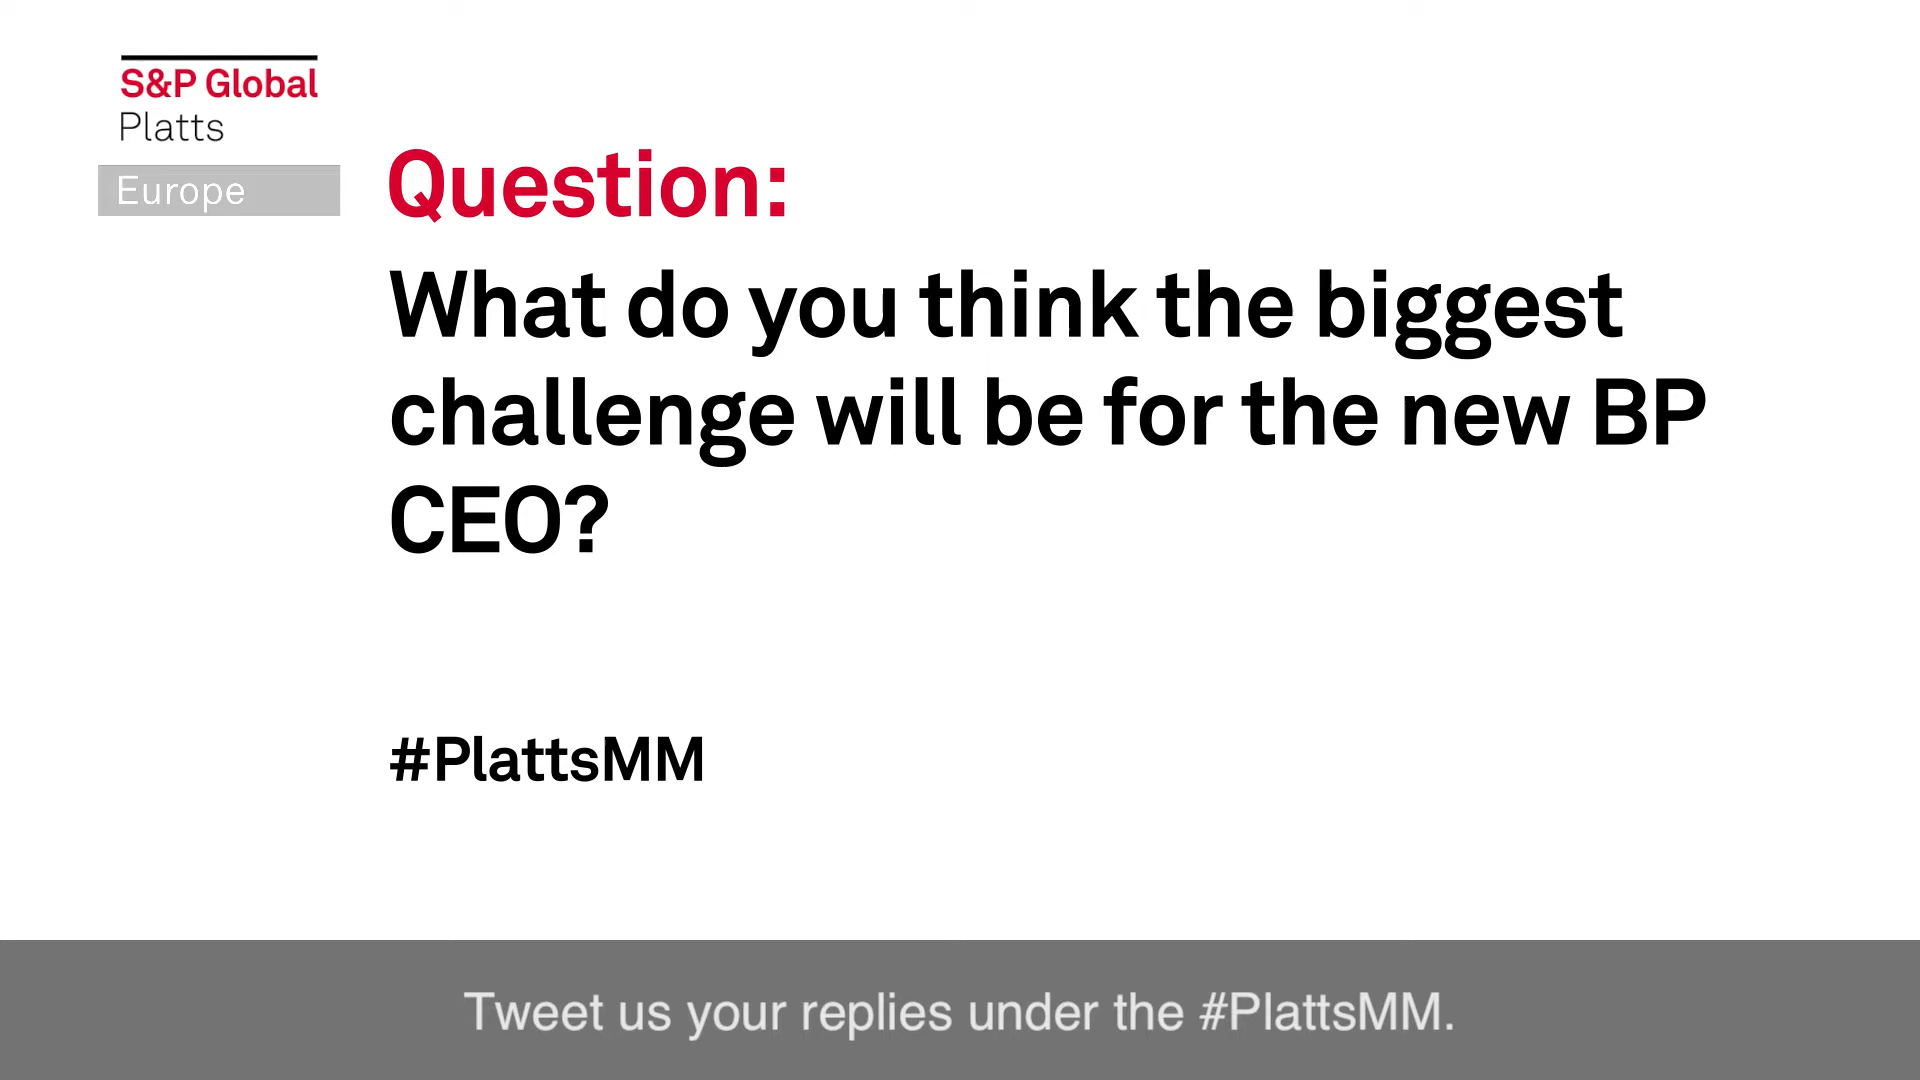 S&P Global
Platts
Europe
Question:
What do you think the biggest
challenge will be for the new BP
CEO?
#PlattsMM
Tweet us your replies under the #PlattsMM.